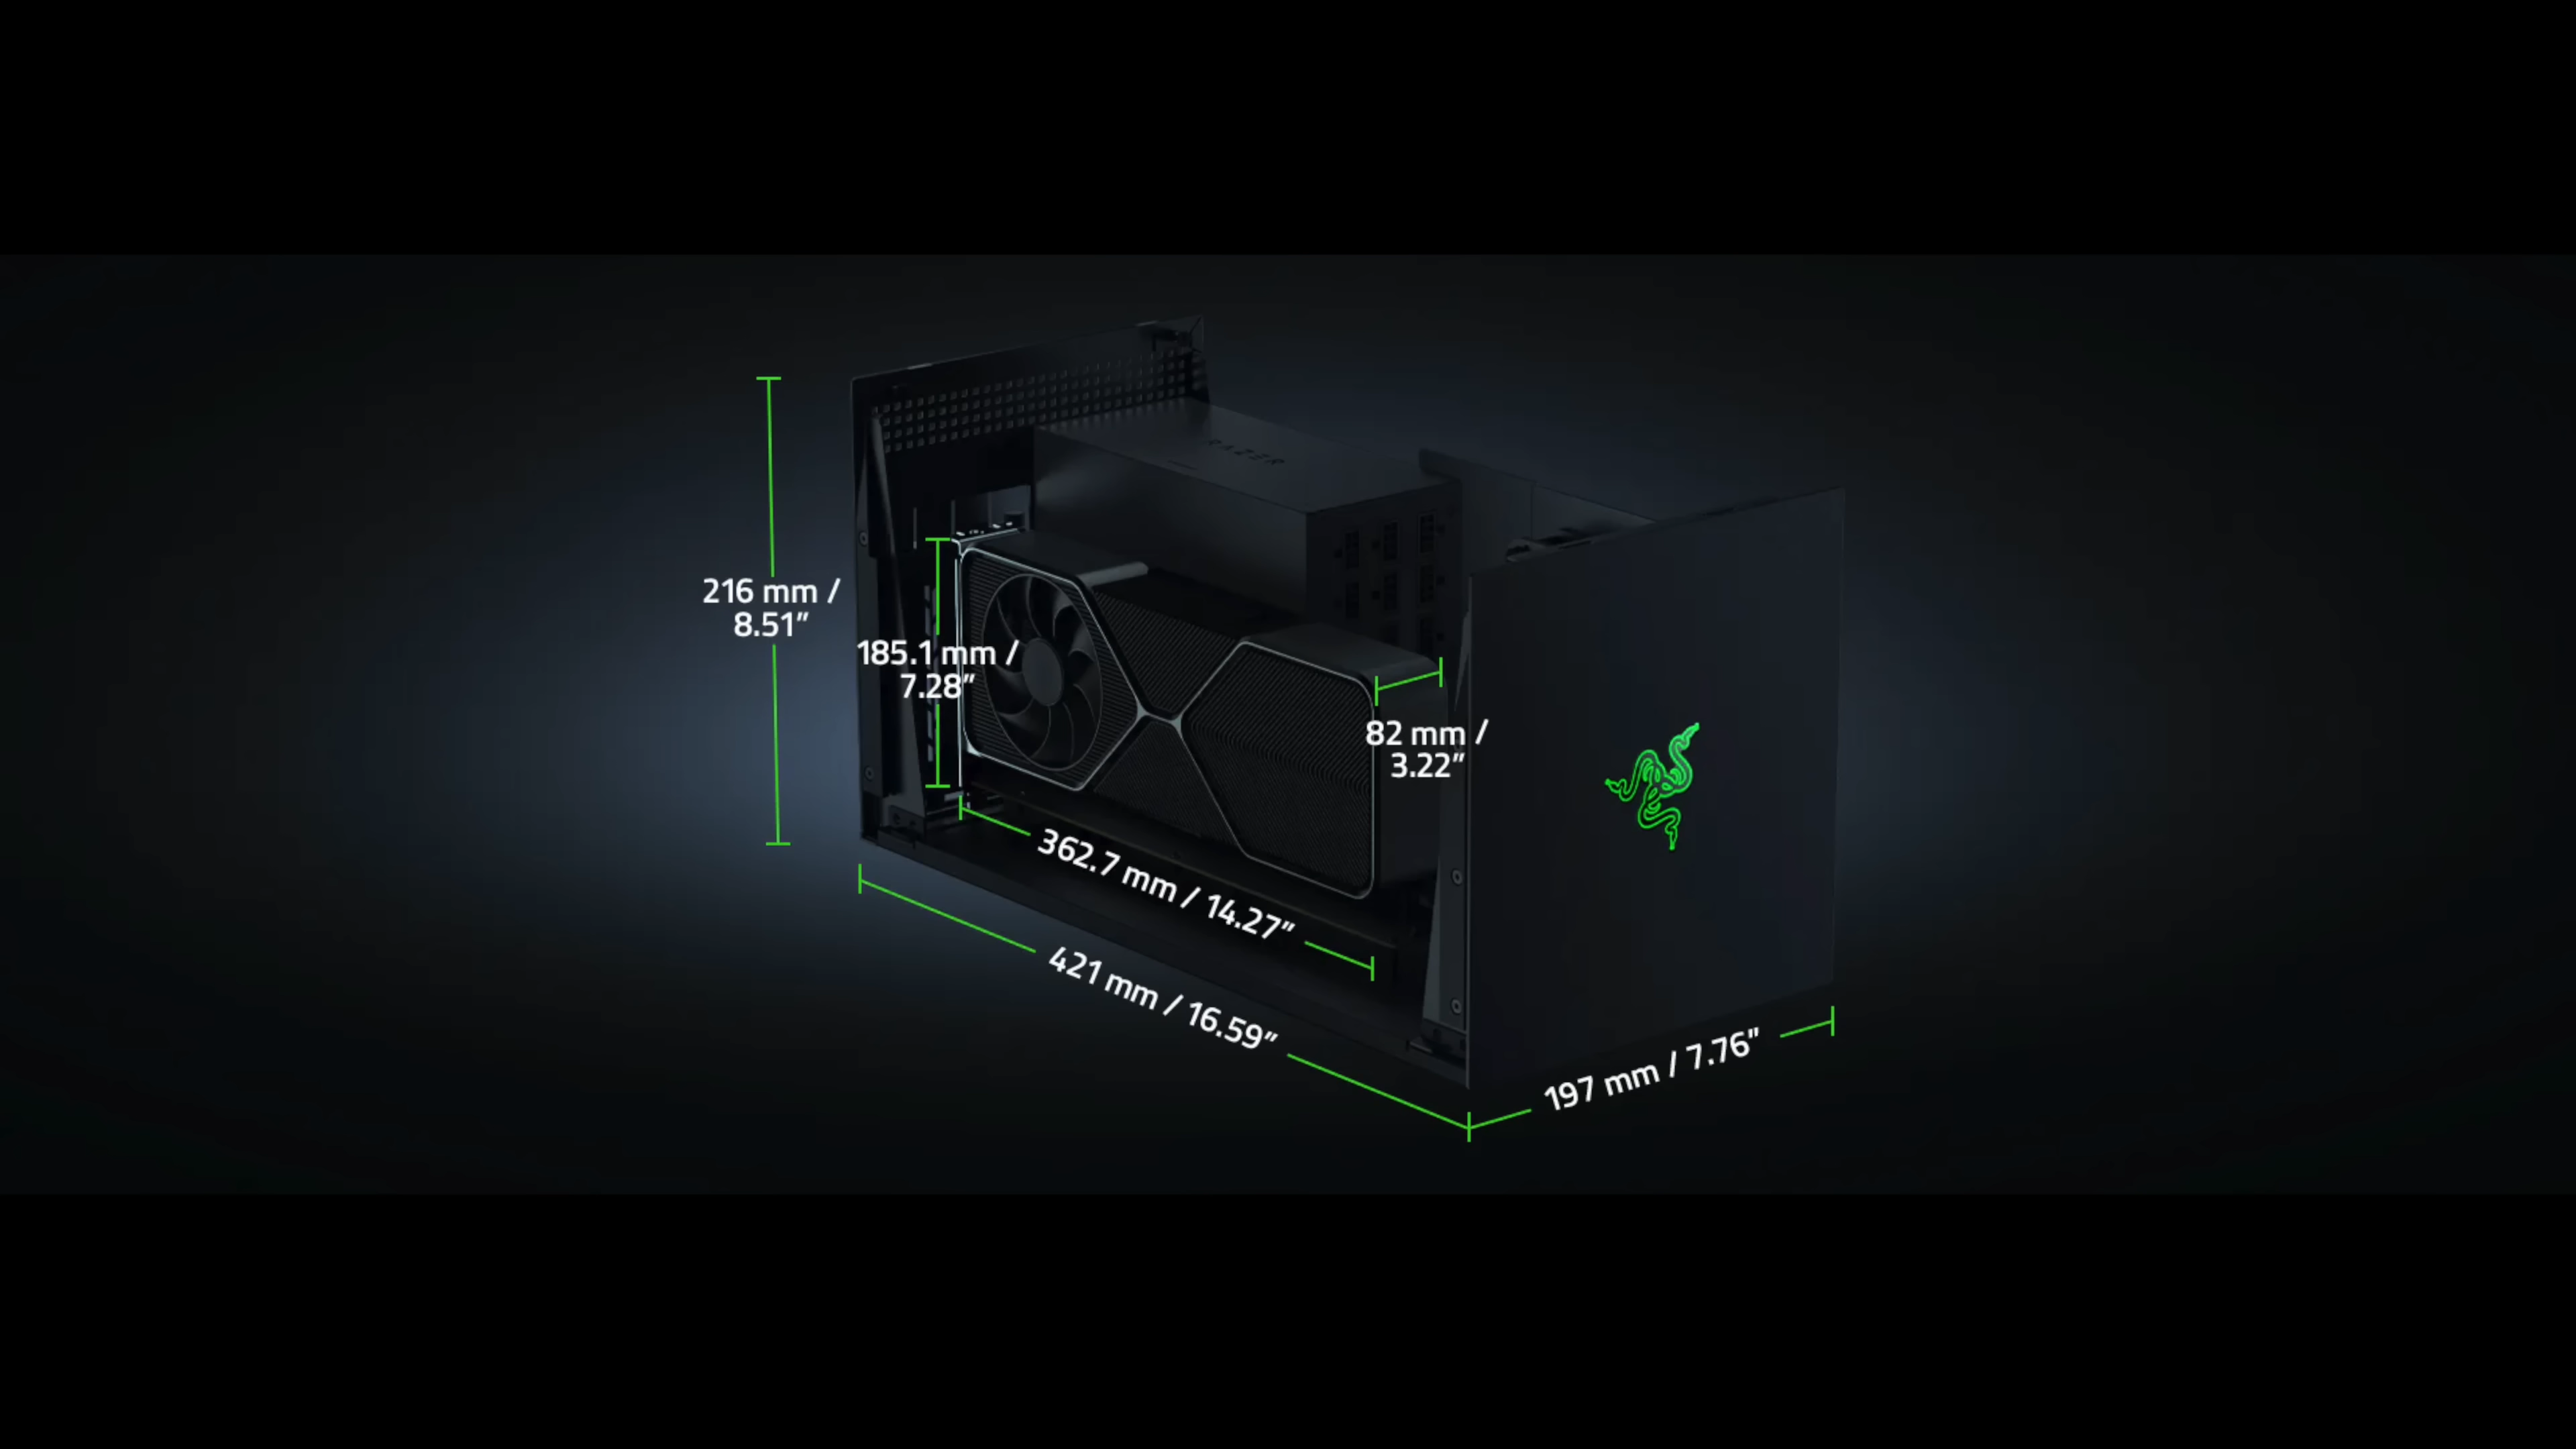 RAZER
216 mm /
8.51”
185.1 mm /
7.28”
82 mm /
3.22”
362.7 mm / 14.27”
421 mm / 16.59”
197 mm / 7.76”